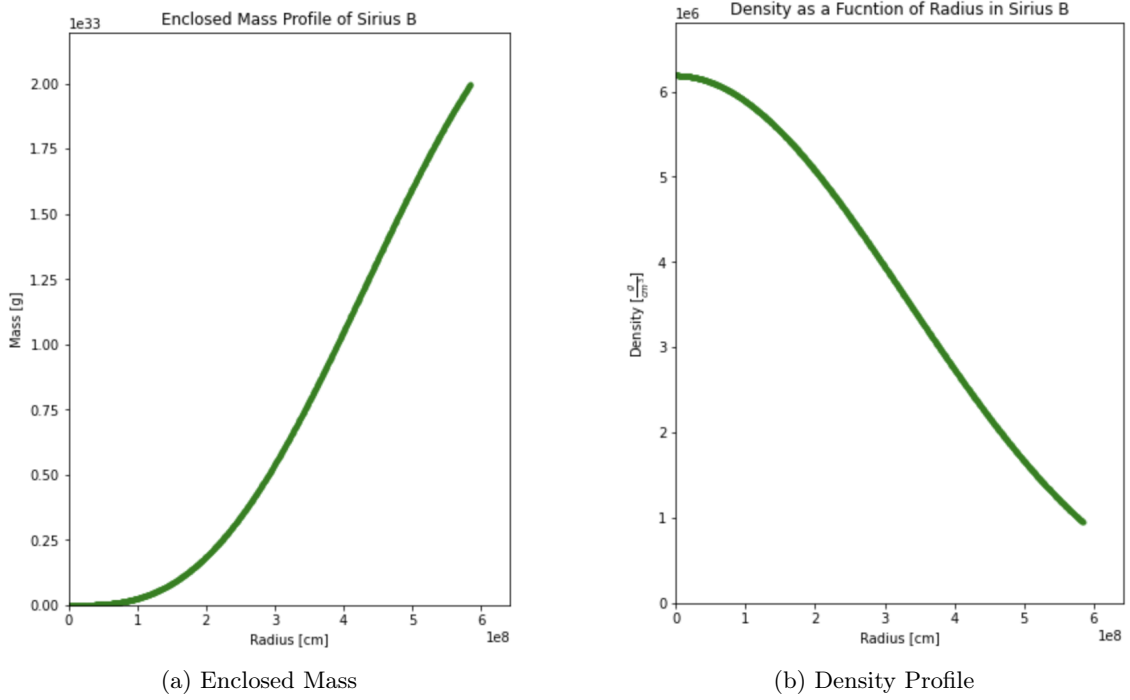 Enclosed Mass Profile of Sirius B
1e33
2.00
1.75
1.50
1.25
1.00
0.75
0.50
0.25
0.00
Mass [g]
0 1 2 3 4 5 6
1e8
Radius [cm]
(a) Enclosed Mass
Density as a Fucntion of Radius in Sirius B
1e6
6
5
4
3
2
1
0
Density [g/cm³]
0 1 2 3 4 5 6
1e8
Radius [cm]
(b) Density Profile